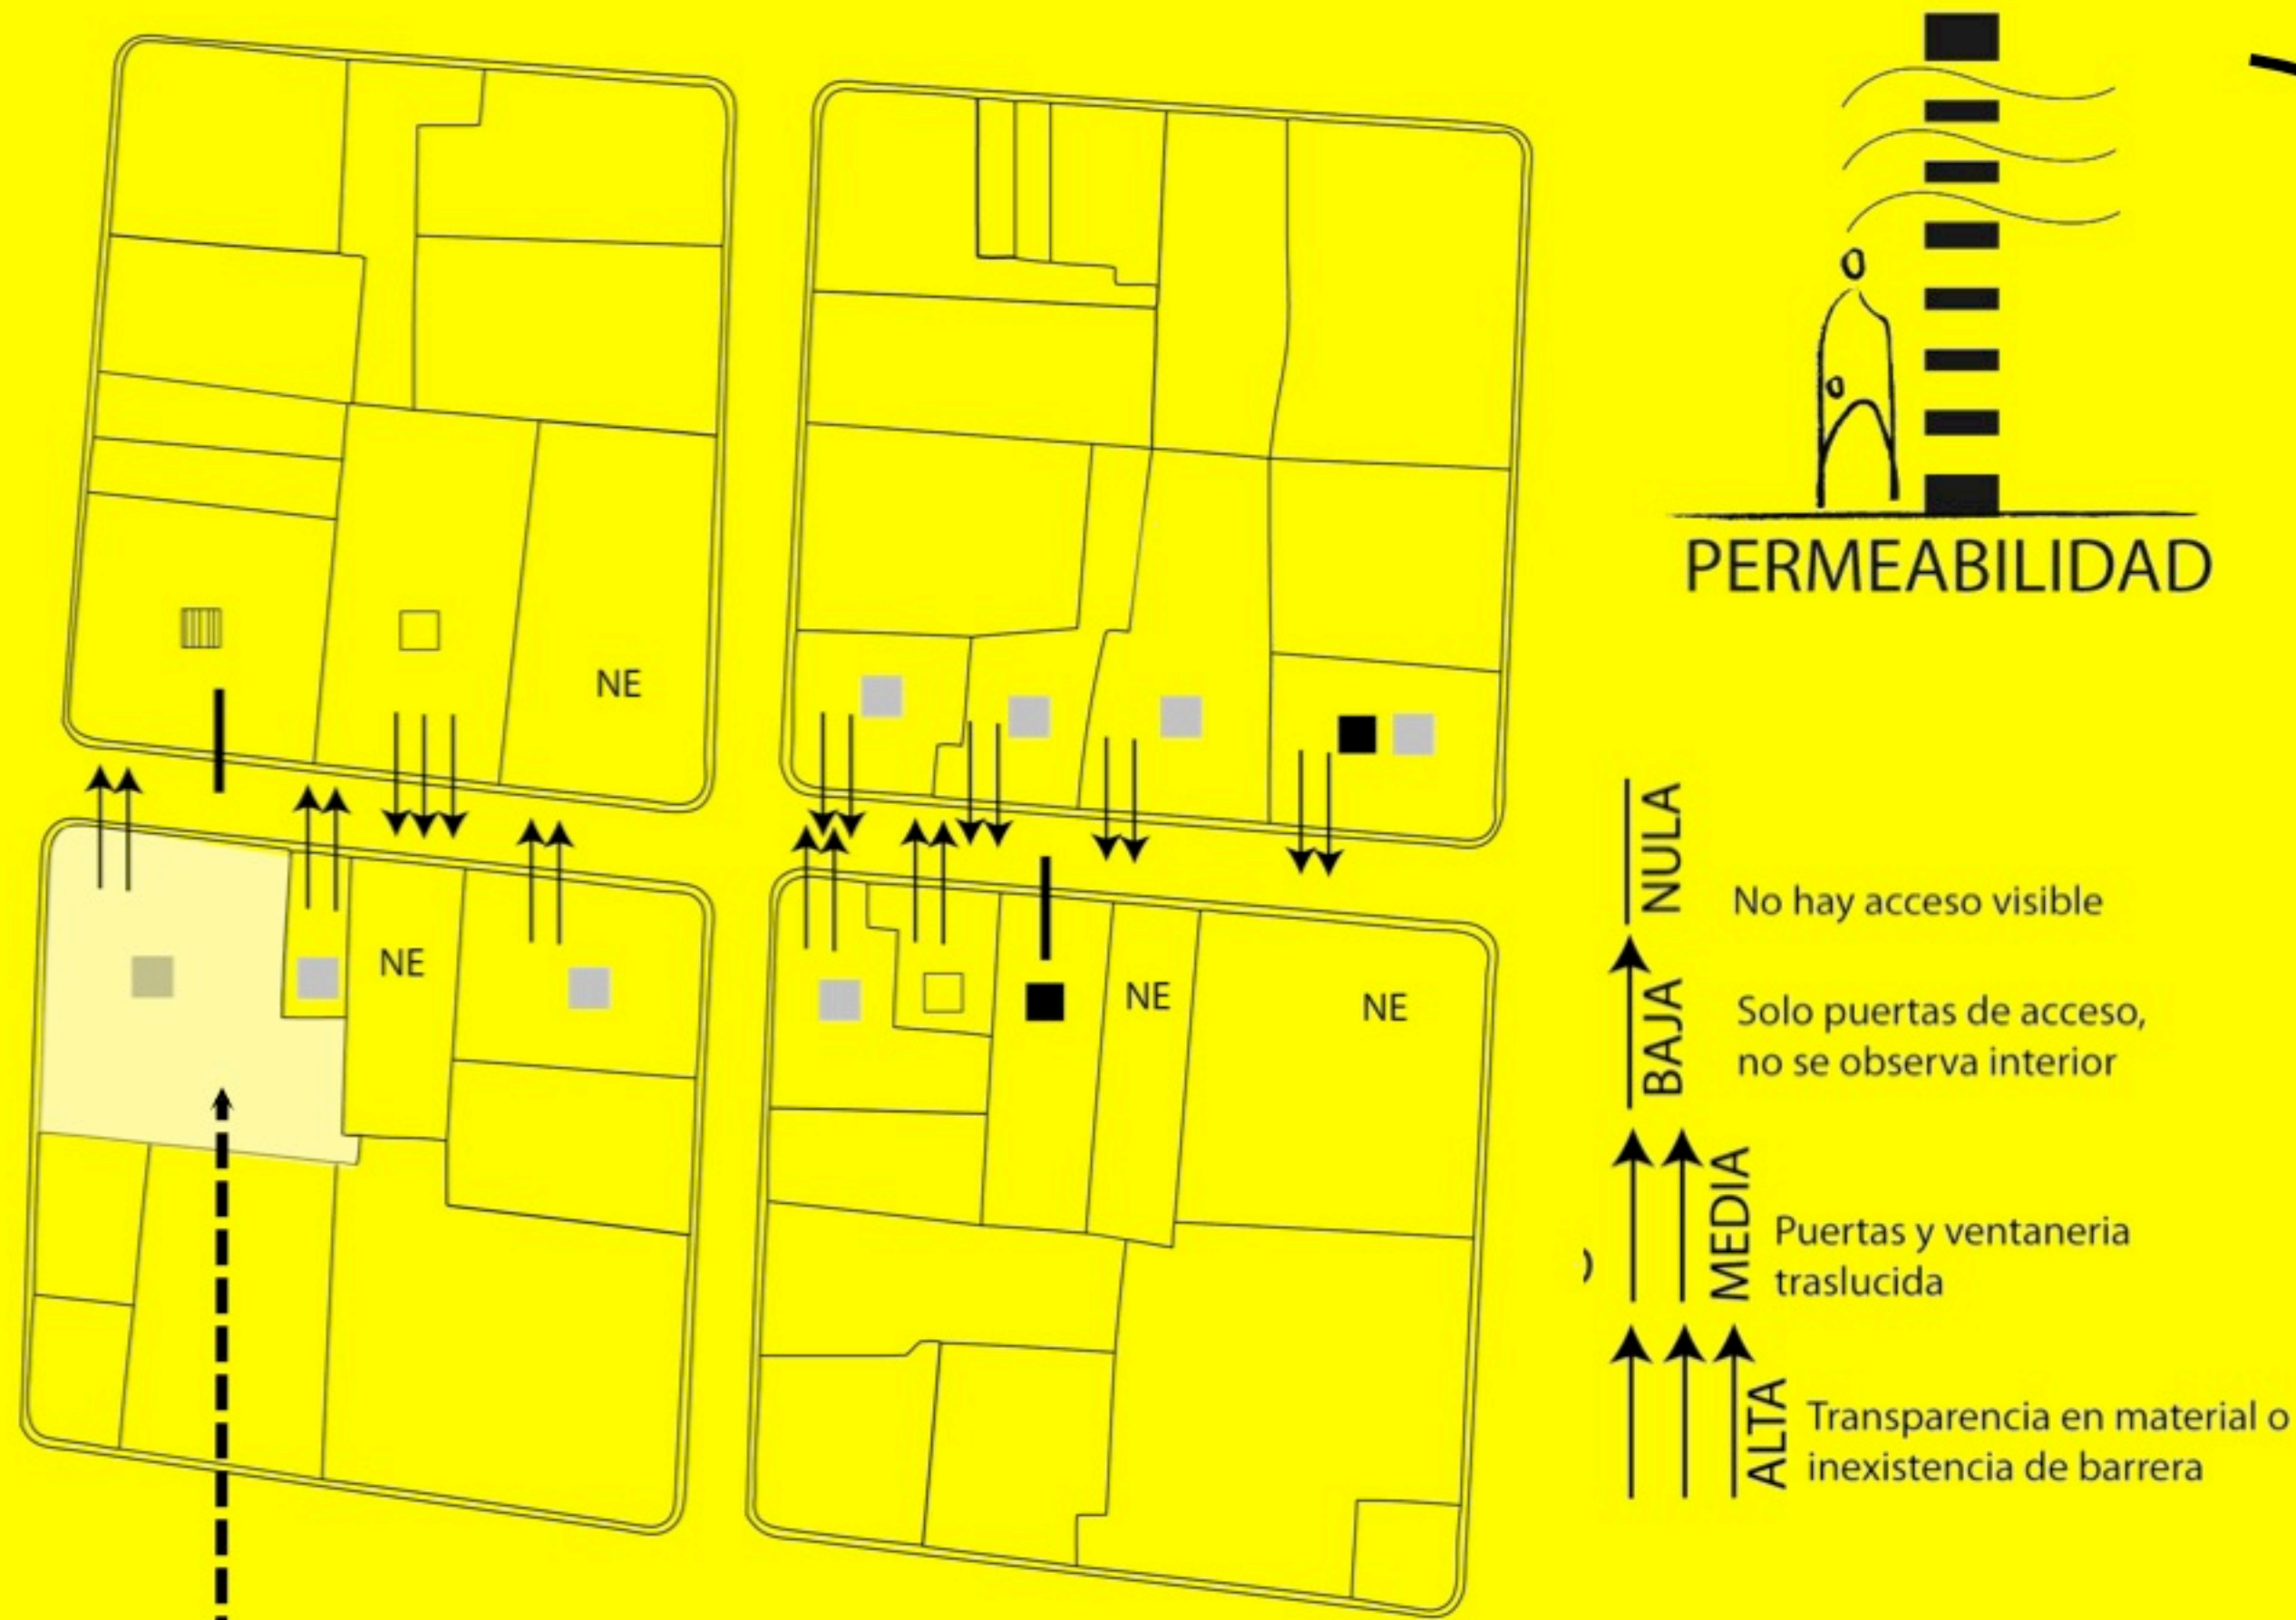 PERMEABILIDAD
NE
NE
NE
NE
NULA
No hay acceso visible
BAJA
Solo puertas de acceso,
no se observa interior
MEDIA
Puertas y ventaneria
traslucida
ALTA
Transparencia en material o
inexistencia de barrera